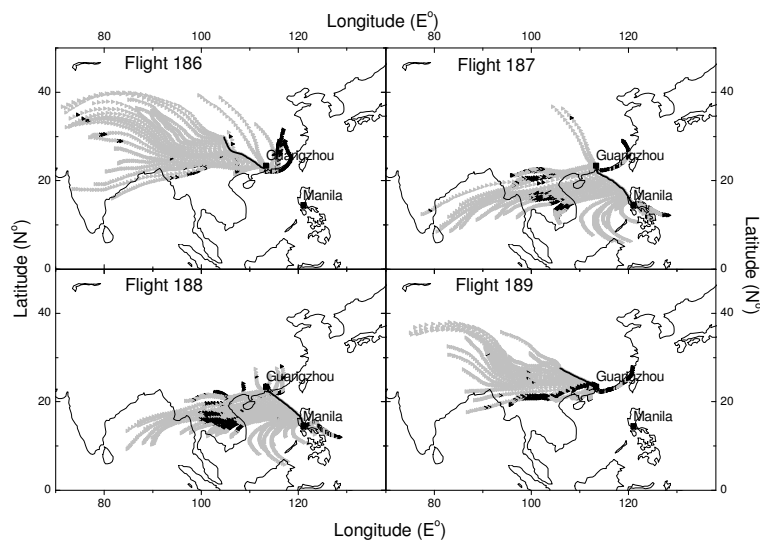 Longitude (E°)
80 100 120 80 100 120
Flight 186
Flight 187
40
40
Guangzhou
Guangzhou
20
20
Manila
Manila
0
0
Latitude (N°)
Latitude (N°)
Flight 188
Flight 189
40
40
Guangzhou
Guangzhou
20
20
Manila
Manila
0
0
80 100 120 80 100 120
Longitude (E°)